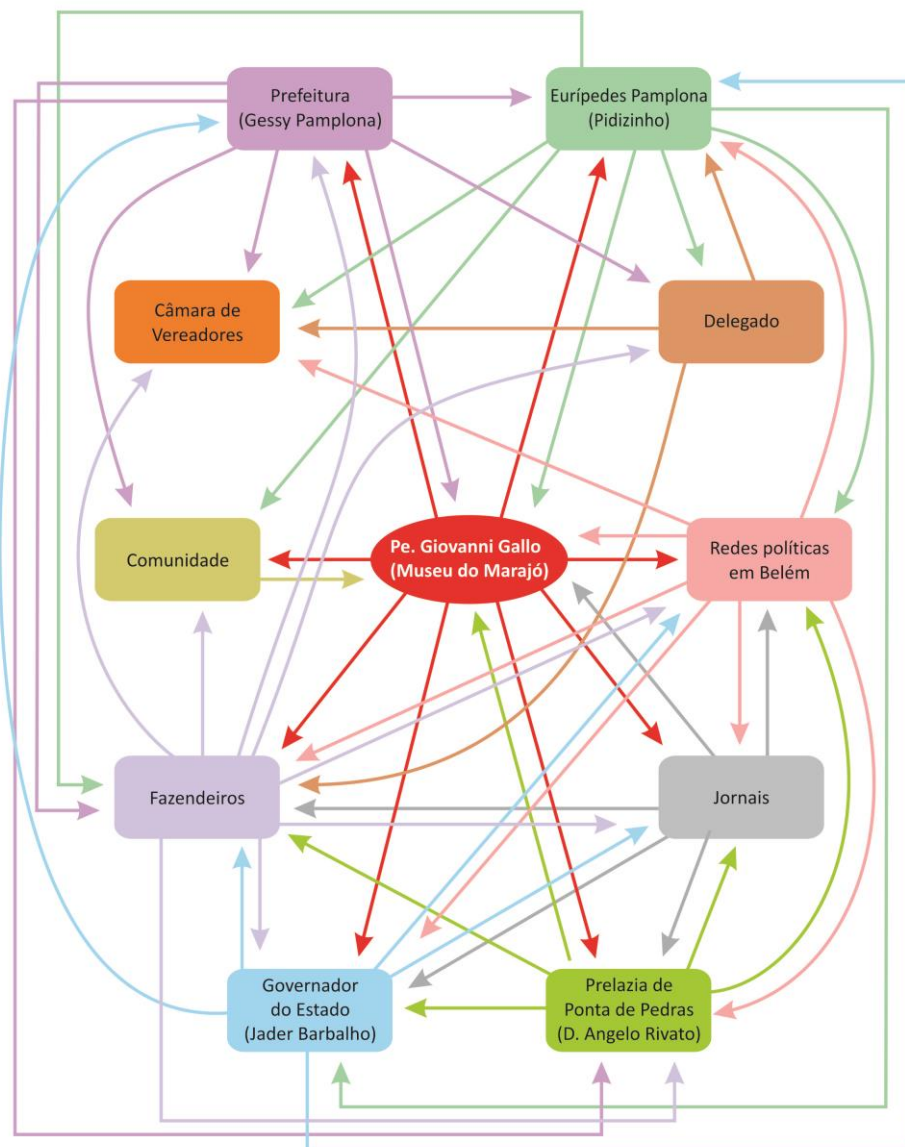 Prefeitura
(Gessy Pamplona)
Eurípedes Pamplona
(Pidizinho)
Câmara de
Vereadores
Delegado
Comunidade
Pe. Giovanni Gallo
(Museu do Marajó)
Redes políticas
em Belém
Fazendeiros
Jornais
Governador
do Estado
(Jader Barbalho)
Prelazia de
Ponta de Pedras
(D. Angelo Rivato)